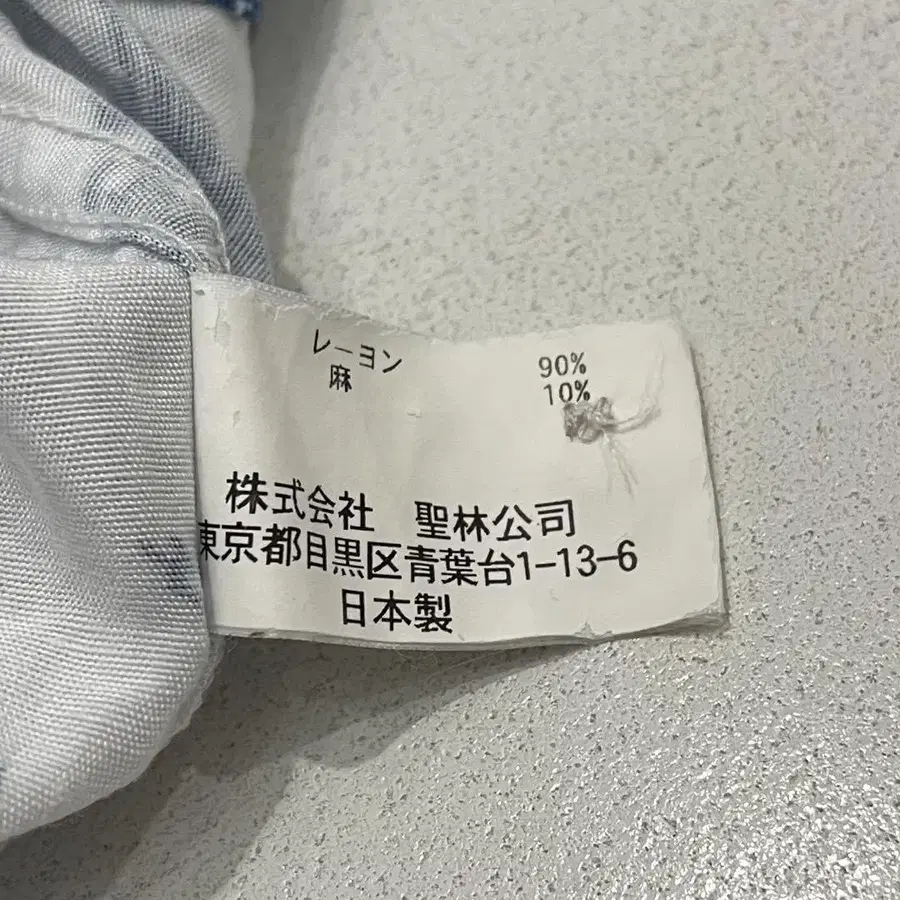 レーヨン 90%
麻 10%
株式会社 聖林公司
東京都目黒区青葉台1-13-6
日本製